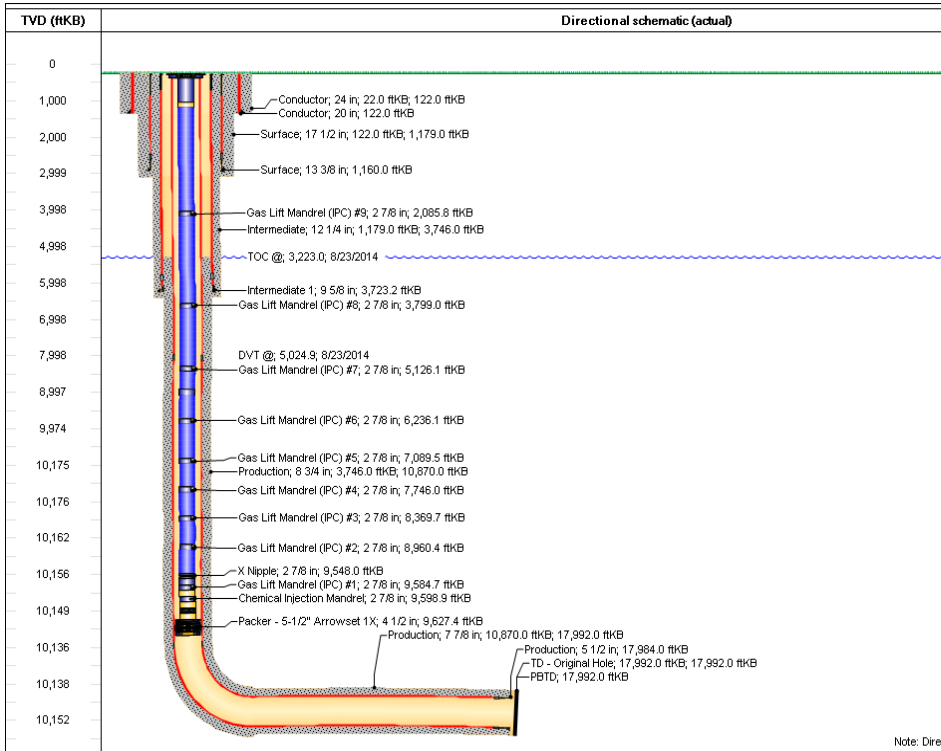 TVD (ftKB)
Directional schematic (actual)
0
1,000
2,000
2,999
3,998
4,998
5,998
6,998
7,998
8,997
9,974
10,175
10,176
10,162
10,156
10,149
10,136
10,138
10,152
Conductor; 24 in; 22.0 ftKB; 122.0 ftKB
Conductor; 20 in; 122.0 ftKB
Surface; 17 1/2 in; 122.0 ftKB; 1,179.0 ftKB
Surface; 13 3/8 in; 1,160.0 ftKB
Gas Lift Mandrel (IPC) #9; 2 7/8 in; 2,085.8 ftKB
Intermediate; 12 1/4 in; 1,179.0 ftKB; 3,746.0 ftKB
TOC @; 3,223.0; 8/23/2014
Intermediate 1; 9 5/8 in; 3,723.2 ftKB
Gas Lift Mandrel (IPC) #8; 2 7/8 in; 3,799.0 ftKB
DVT @; 5,024.9; 8/23/2014
Gas Lift Mandrel (IPC) #7; 2 7/8 in; 5,126.1 ftKB
Gas Lift Mandrel (IPC) #6; 2 7/8 in; 6,236.1 ftKB
Gas Lift Mandrel (IPC) #5; 2 7/8 in; 7,089.5 ftKB
Production; 8 3/4 in; 3,746.0 ftKB; 10,870.0 ftKB
Gas Lift Mandrel (IPC) #4; 2 7/8 in; 7,746.0 ftKB
Gas Lift Mandrel (IPC) #3; 2 7/8 in; 8,369.7 ftKB
Gas Lift Mandrel (IPC) #2; 2 7/8 in; 8,960.4 ftKB
X Nipple; 2 7/8 in; 9,548.0 ftKB
Gas Lift Mandrel (IPC) #1; 2 7/8 in; 9,584.7 ftKB
Chemical Injection Mandrel; 2 7/8 in; 9,598.9 ftKB
Packer - 5-1/2" Arrowset 1X; 4 1/2 in; 9,627.4 ftKB
Production; 7 7/8 in; 10,870.0 ftKB; 17,992.0 ftKB
Production; 5 1/2 in; 17,984.0 ftKB
TD - Original Hole; 17,992.0 ftKB; 17,992.0 ftKB
PBTD; 17,992.0 ftKB
Note: Dire